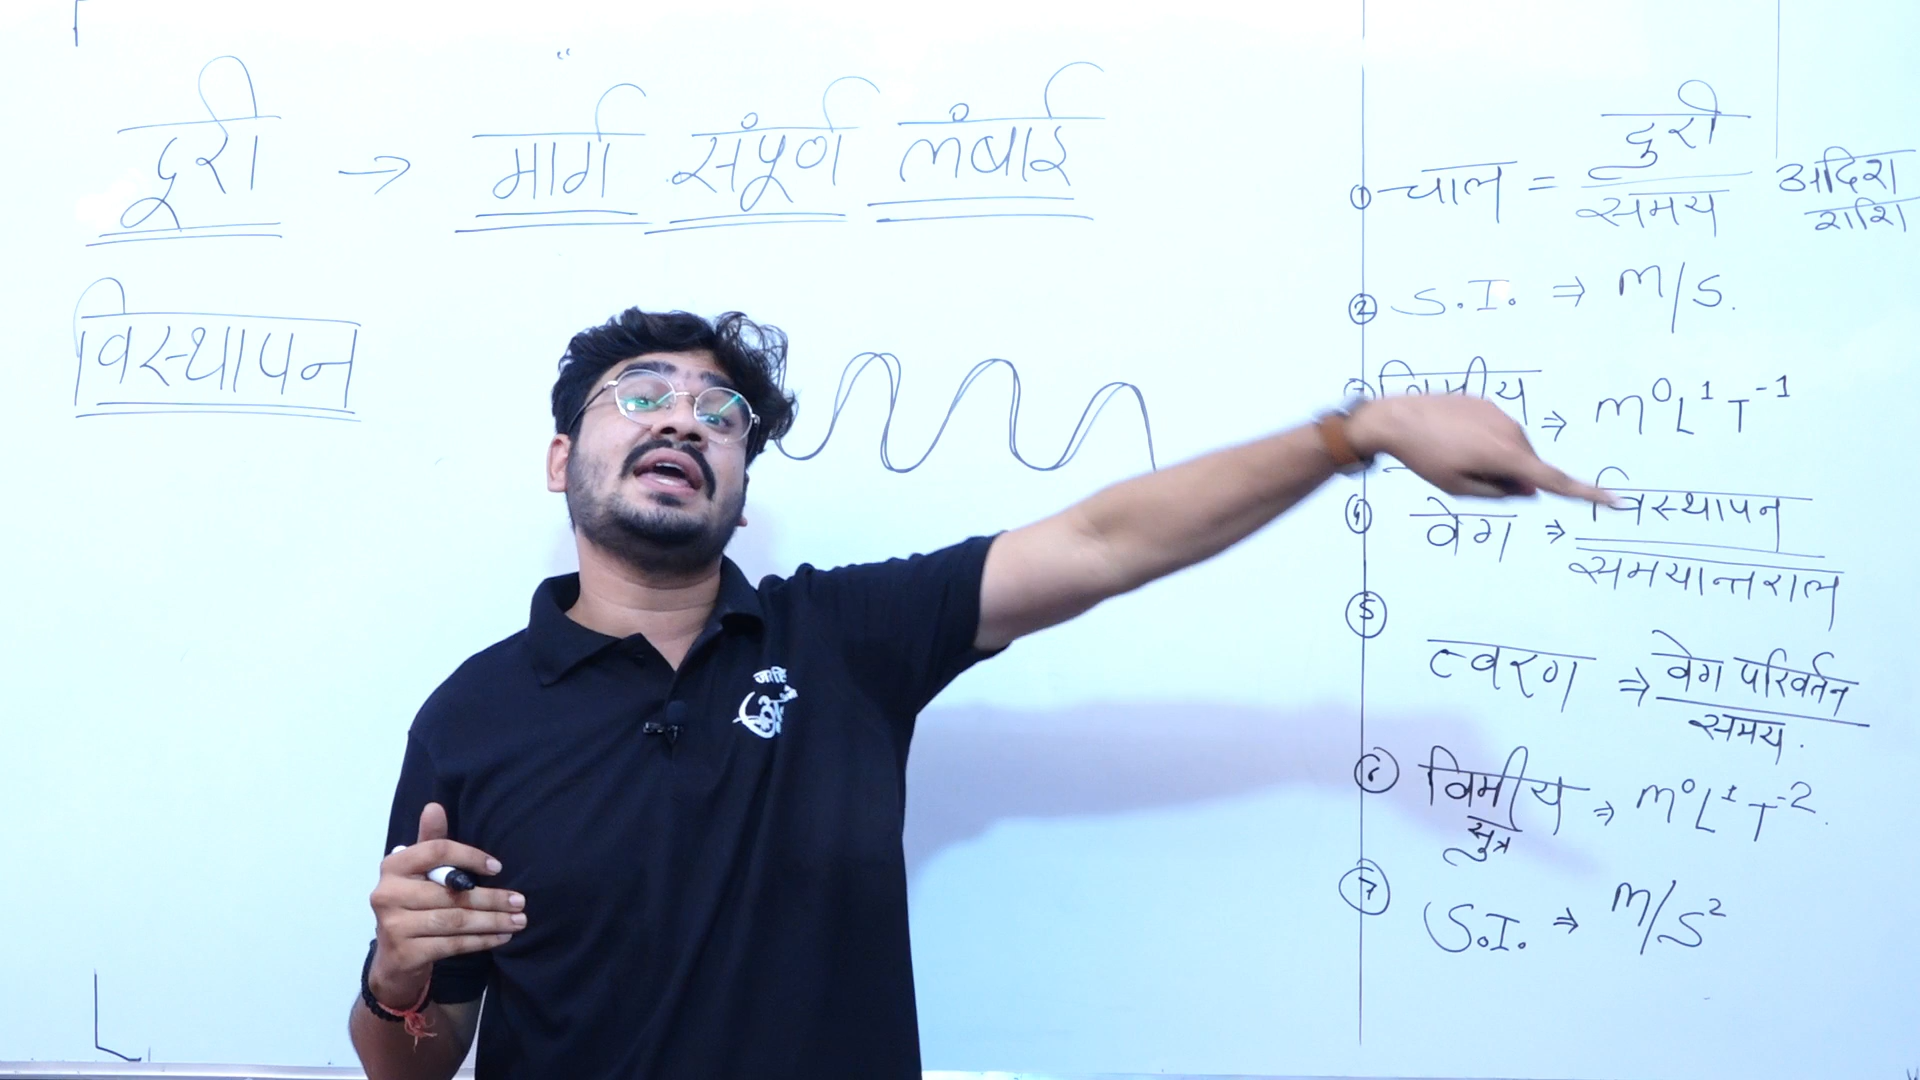 दूरी → मार्ग संपूर्ण लंबाई
विस्थापन
① चाल = दुरी / समय अदिश राशि
② S.I. ⇒ m/s.
⇒ m⁰L¹T⁻¹
④ वेग ⇒ विस्थापन / समयान्तराल
⑤
त्वरण ⇒ वेग परिवर्तन / समय.
⑥ विमीय सुत्र ⇒ m⁰L¹T⁻².
⑦ S.I. ⇒ m/s²